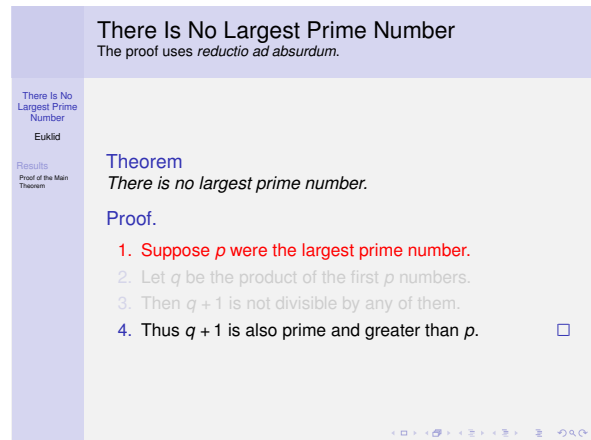 There Is No Largest Prime Number
The proof uses reductio ad absurdum.
There Is No
Largest Prime
Number
Euklid
Results
Proof of the Main
Theorem
Theorem
There is no largest prime number.
Proof.
1. Suppose p were the largest prime number.
2. Let q be the product of the first p numbers.
3. Then q + 1 is not divisible by any of them.
4. Thus q + 1 is also prime and greater than p. □